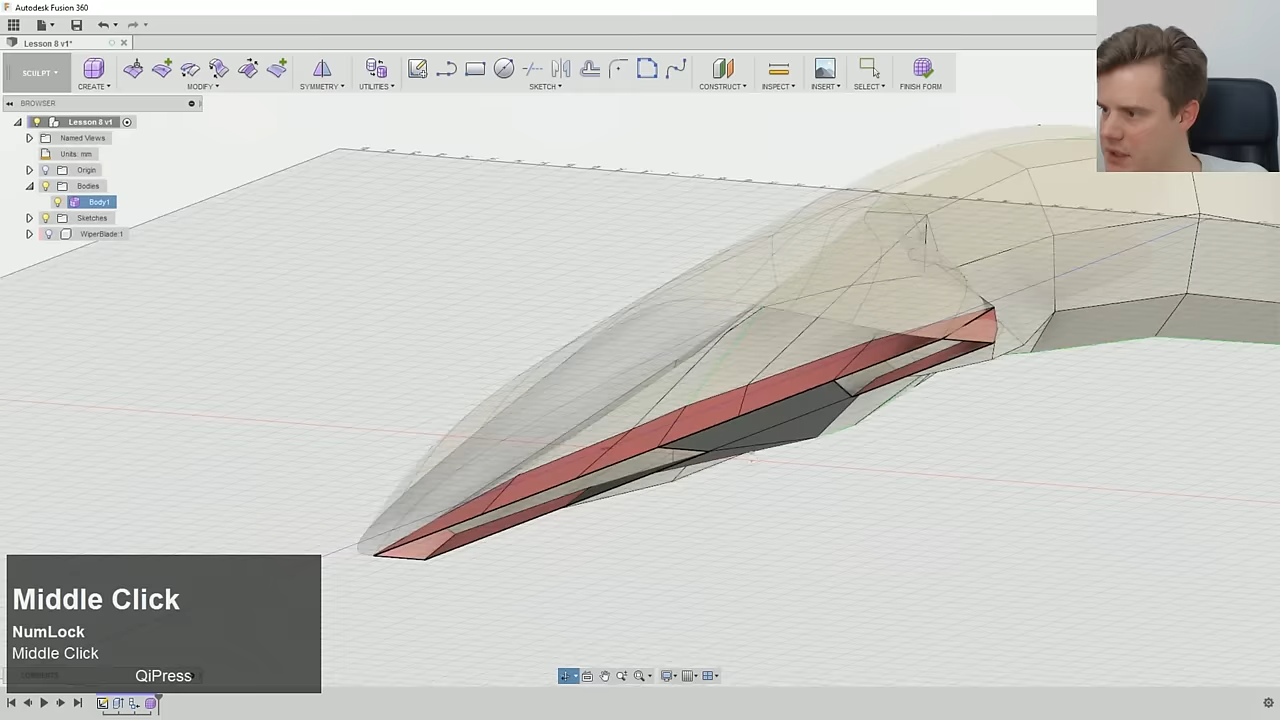 Autodesk Fusion 360
Lesson 8 v1*
SCULPT
CREATE
MODIFY
SYMMETRY
UTILITIES
SKETCH
CONSTRUCT
INSPECT
INSERT
SELECT
FINISH FORM
BROWSER
Lesson 8 v1
Named Views
Units: mm
Origin
Bodies
Body1
Sketches
WiperBlade:1
Middle Click
NumLock
Middle Click
QiPress
COMMENTS